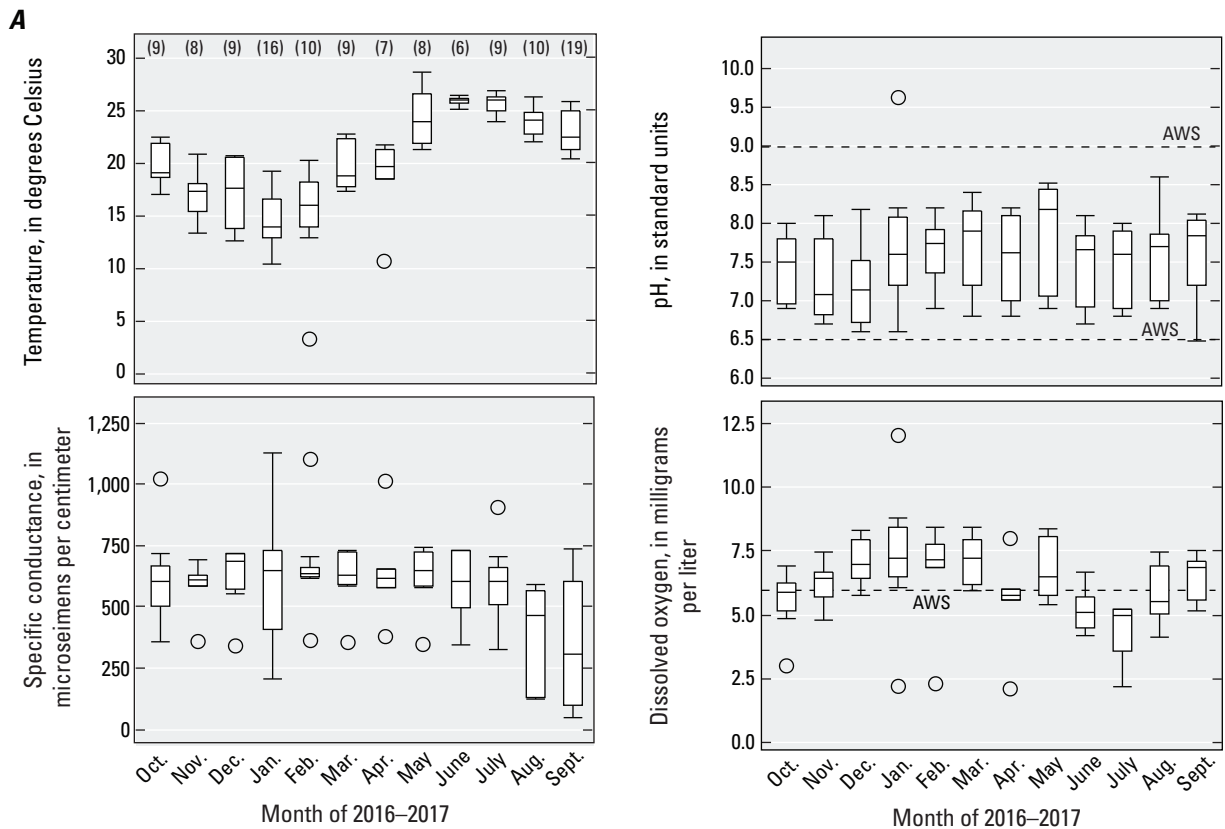 A
Temperature, in degrees Celsius
30
25
20
15
10
5
0
(9) (8) (9) (16) (10) (9) (7) (8) (6) (9) (10) (19)
pH, in standard units
10.0
9.5
9.0
8.5
8.0
7.5
7.0
6.5
6.0
AWS
AWS
Specific conductance, in
microseimens per centimeter
1,250
1,000
750
500
250
0
Oct. Nov. Dec. Jan. Feb. Mar. Apr. May June July Aug. Sept.
Month of 2016–2017
Dissolved oxygen, in milligrams
per liter
12.5
10.0
7.5
5.0
2.5
0.0
AWS
Oct. Nov. Dec. Jan. Feb. Mar. Apr. May June July Aug. Sept.
Month of 2016–2017